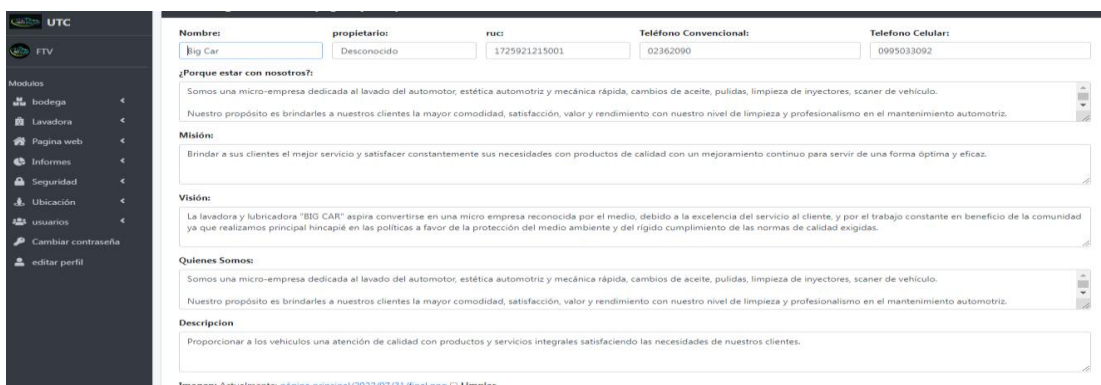 UTC
FTV
Modulos
bodega
Lavadora
Pagina web
Informes
Seguridad
Ubicación
usuarios
Cambiar contraseña
editar perfil
Nombre: propietario: ruc: Teléfono Convencional: Telefono Celular:
Big Car Desconocido 1725921215001 02362090 0995033092
¿Porque estar con nosotros?:
Somos una micro-empresa dedicada al lavado del automotor, estética automotriz y mecánica rápida, cambios de aceite, pulidas, limpieza de inyectores, scaner de vehículo.
Nuestro propósito es brindarles a nuestros clientes la mayor comodidad, satisfacción, valor y rendimiento con nuestro nivel de limpieza y profesionalismo en el mantenimiento automotriz.
Misión:
Brindar a sus clientes el mejor servicio y satisfacer constantemente sus necesidades con productos de calidad con un mejoramiento continuo para servir de una forma óptima y eficaz.
Visión:
La lavadora y lubricadora "BIG CAR" aspira convertirse en una micro empresa reconocida por el medio, debido a la excelencia del servicio al cliente, y por el trabajo constante en beneficio de la comunidad
ya que realizamos principal hincapié en las políticas a favor de la protección del medio ambiente y del rígido cumplimiento de las normas de calidad exigidas.
Quienes Somos:
Somos una micro-empresa dedicada al lavado del automotor, estética automotriz y mecánica rápida, cambios de aceite, pulidas, limpieza de inyectores, scaner de vehículo.
Nuestro propósito es brindarles a nuestros clientes la mayor comodidad, satisfacción, valor y rendimiento con nuestro nivel de limpieza y profesionalismo en el mantenimiento automotriz.
Descripcion
Proporcionar a los vehiculos una atención de calidad con productos y servicios integrales satisfaciendo las necesidades de nuestros clientes.